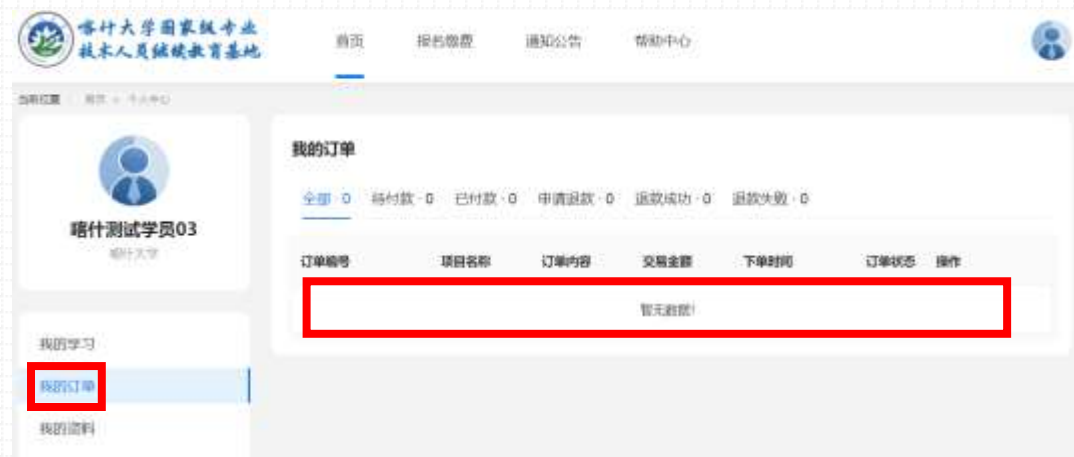 喀什大学国家级专业
技术人员继续教育基地
首页 报名缴费 通知公告 帮助中心
当前位置 首页 > 个人中心
喀什测试学员03
喀什大学
我的学习
我的订单
我的资料
我的订单
全部·0 待付款·0 已付款·0 申请退款·0 退款成功·0 退款失败·0
订单编号 项目名称 订单内容 交易金额 下单时间 订单状态 操作
暂无数据!